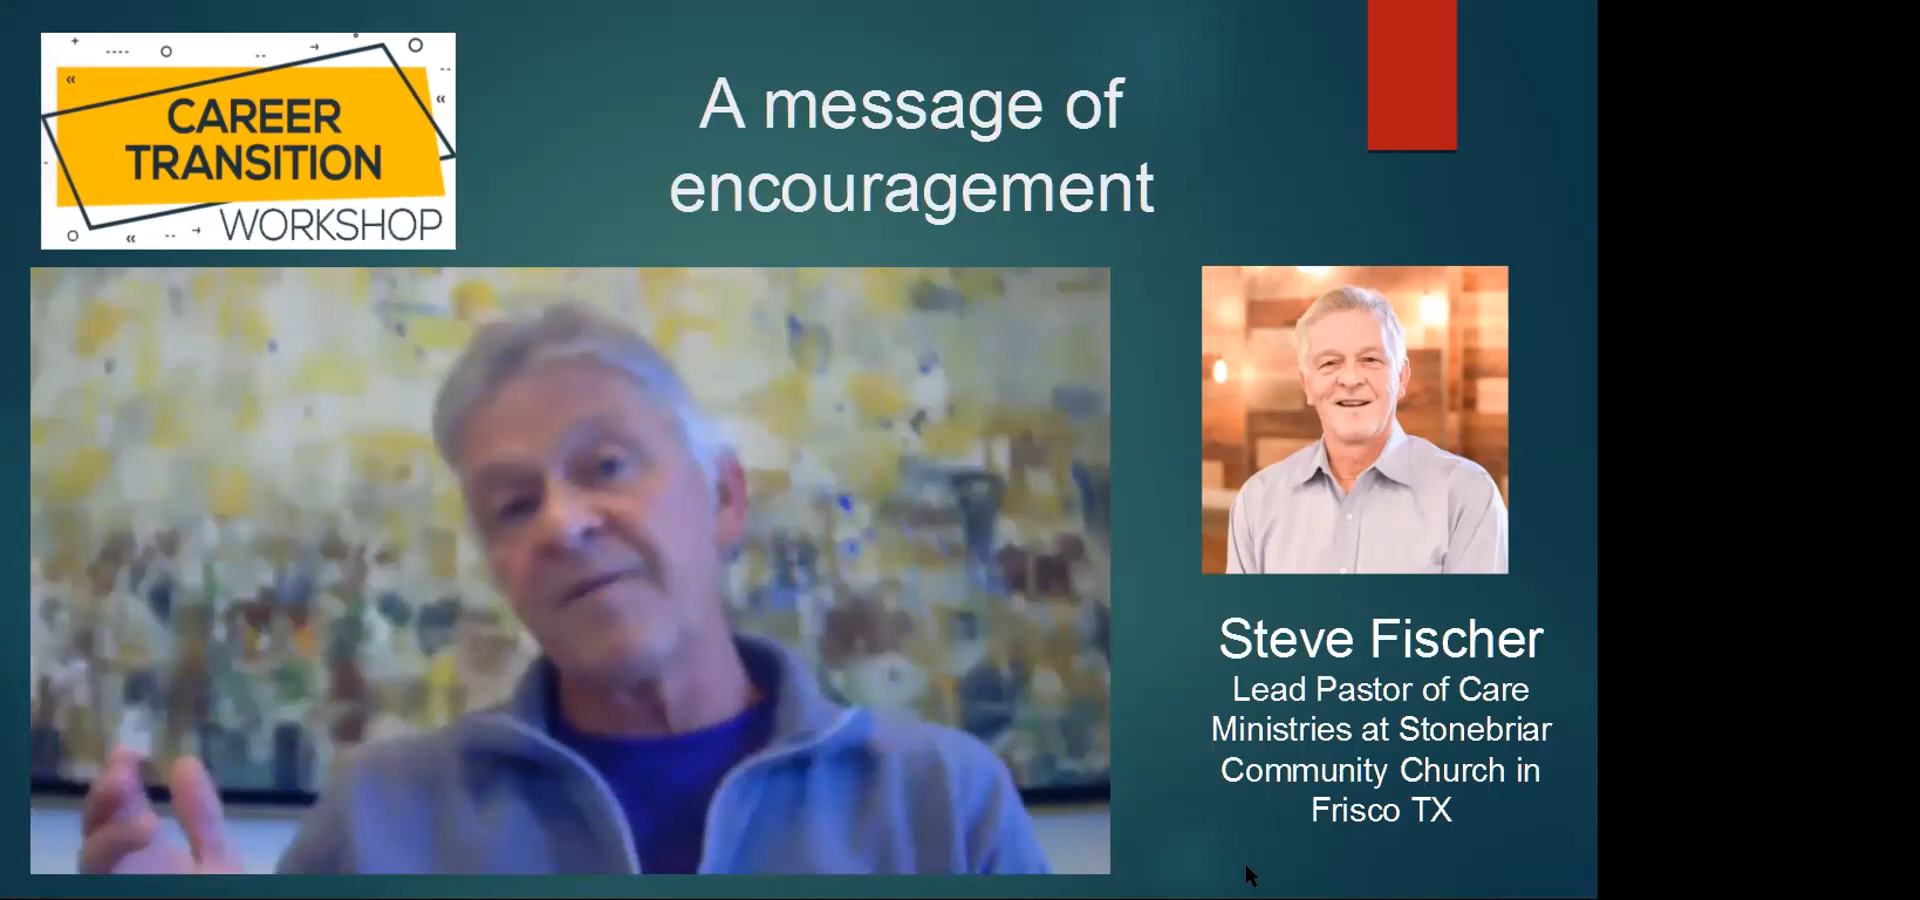 CAREER
TRANSITION
WORKSHOP
A message of
encouragement
Steve Fischer
Lead Pastor of Care
Ministries at Stonebriar
Community Church in
Frisco TX